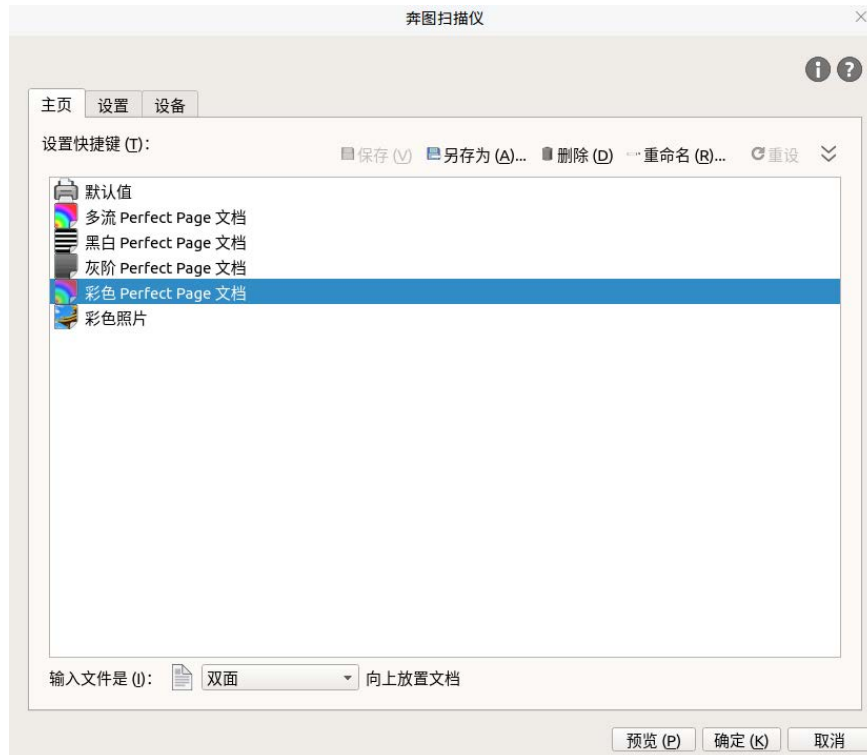 奔图扫描仪
主页 设置 设备
设置快捷键 (T):
保存 (V) 另存为 (A)... 删除 (D) 重命名 (R)... 重设
默认值
多流 Perfect Page 文档
黑白 Perfect Page 文档
灰阶 Perfect Page 文档
彩色 Perfect Page 文档
彩色照片
输入文件是 (I): 双面 向上放置文档
预览 (P) 确定 (K) 取消